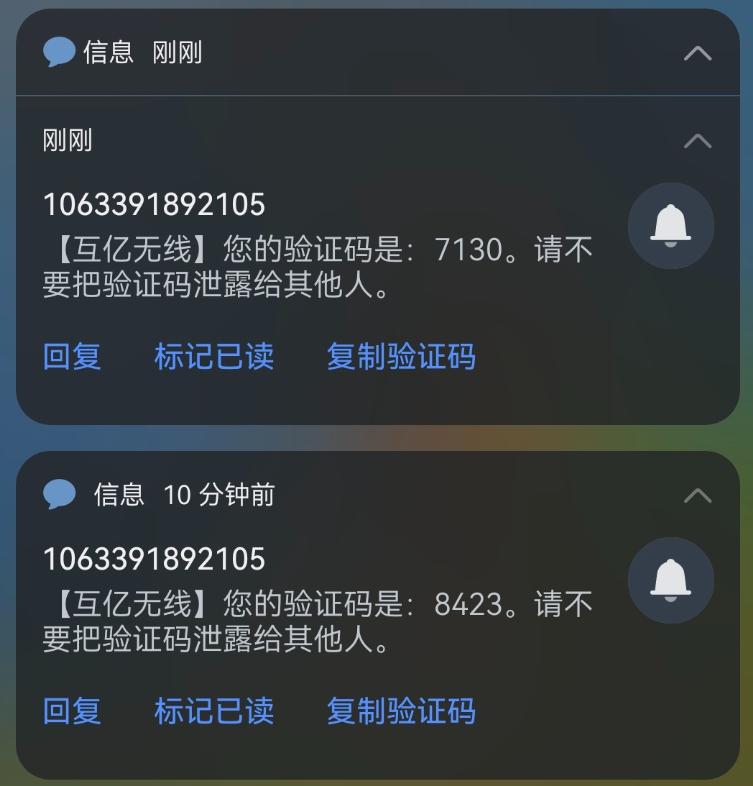 信息 刚刚
刚刚
1063391892105
【互亿无线】您的验证码是：7130。请不
要把验证码泄露给其他人。
回复 标记已读 复制验证码
信息 10 分钟前
1063391892105
【互亿无线】您的验证码是：8423。请不
要把验证码泄露给其他人。
回复 标记已读 复制验证码